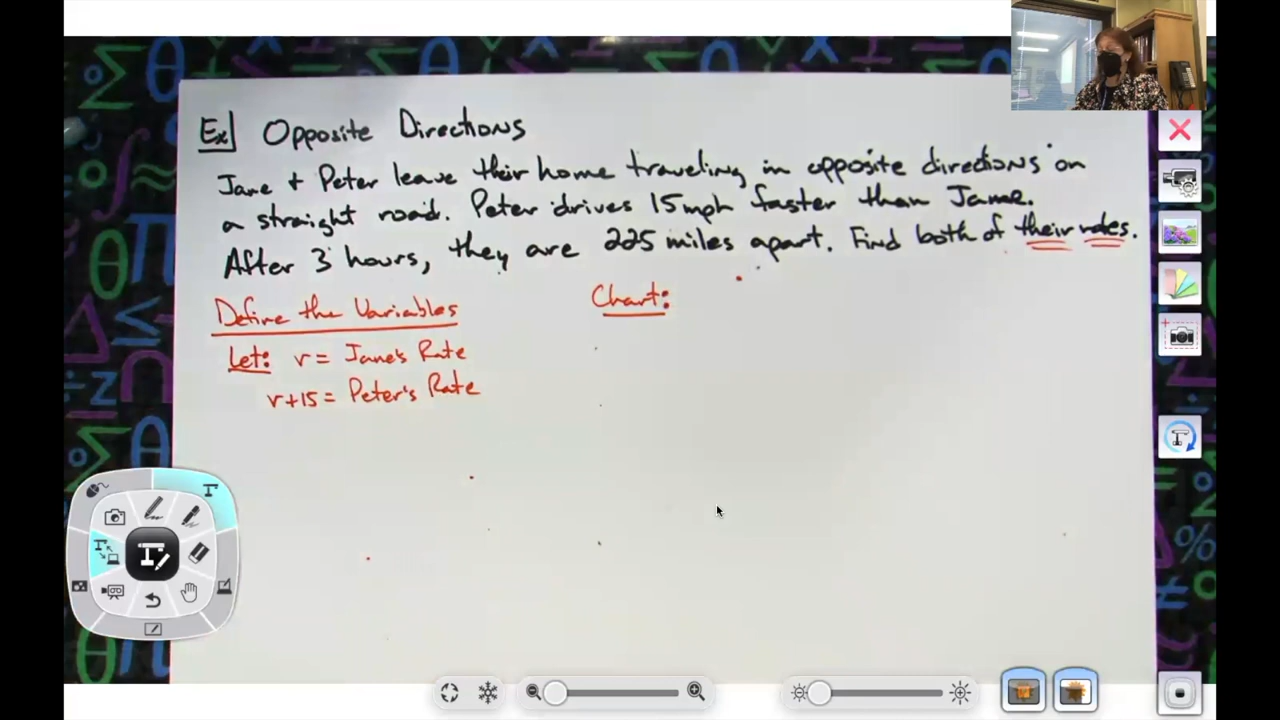 Ex Opposite Directions
Jane + Peter leave their home traveling in opposite directions on
a straight road. Peter drives 15mph faster than Jane.
After 3 hours, they are 225 miles apart. Find both of their rates.
Define the Variables
Chart:
Let: r = Jane's Rate
r+15 = Peter's Rate